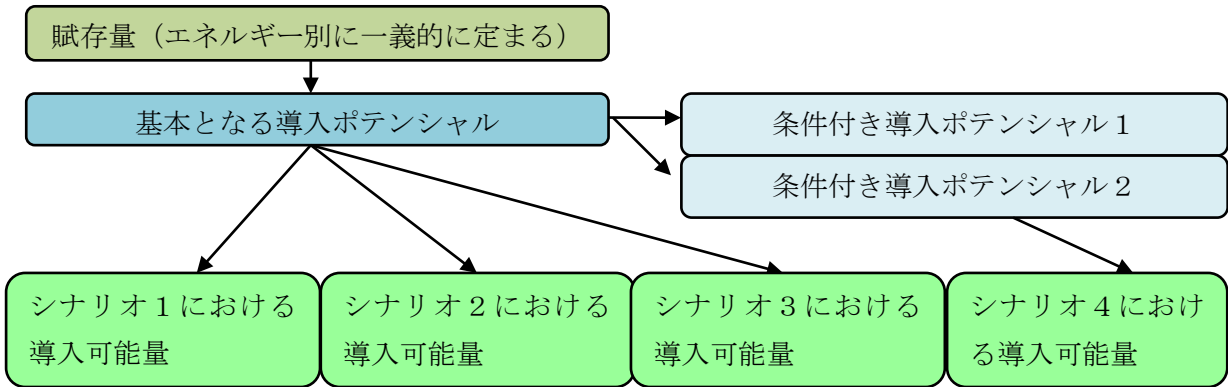 賦存量（エネルギー別に一義的に定まる）
基本となる導入ポテンシャル
条件付き導入ポテンシャル１
条件付き導入ポテンシャル２
シナリオ１における
導入可能量
シナリオ２における
導入可能量
シナリオ３における
導入可能量
シナリオ４におけ
る導入可能量